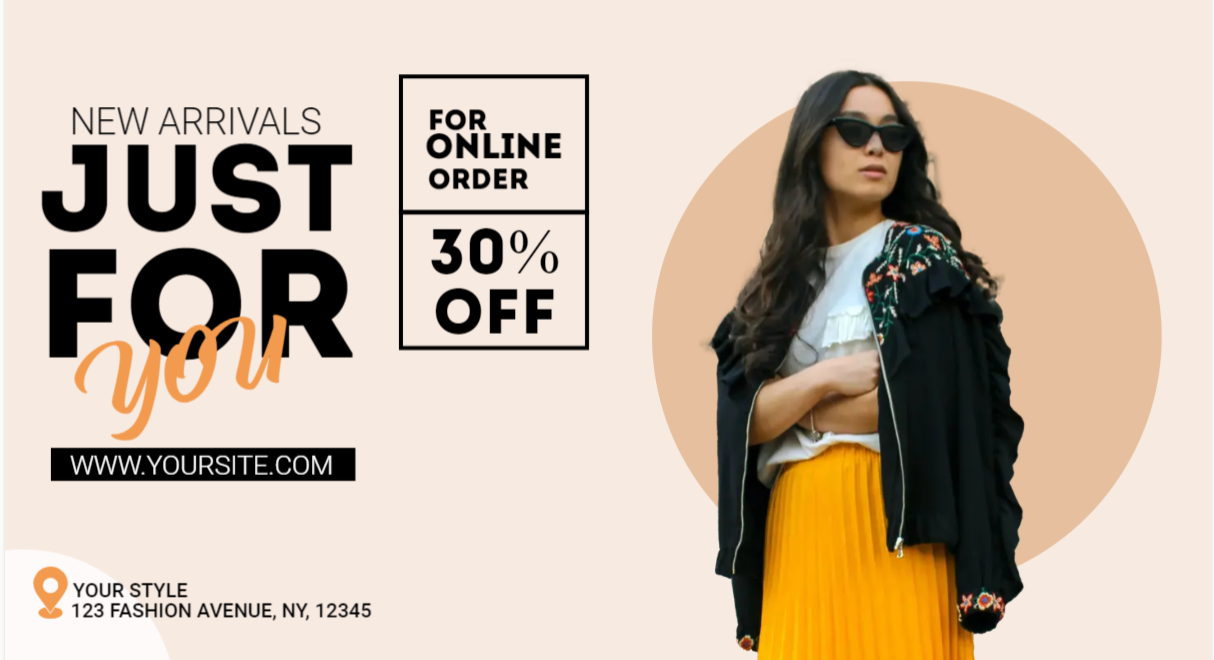 NEW ARRIVALS
JUST
FOR
you
WWW.YOURSITE.COM
FOR
ONLINE
ORDER
30%
OFF
YOUR STYLE
123 FASHION AVENUE, NY, 12345